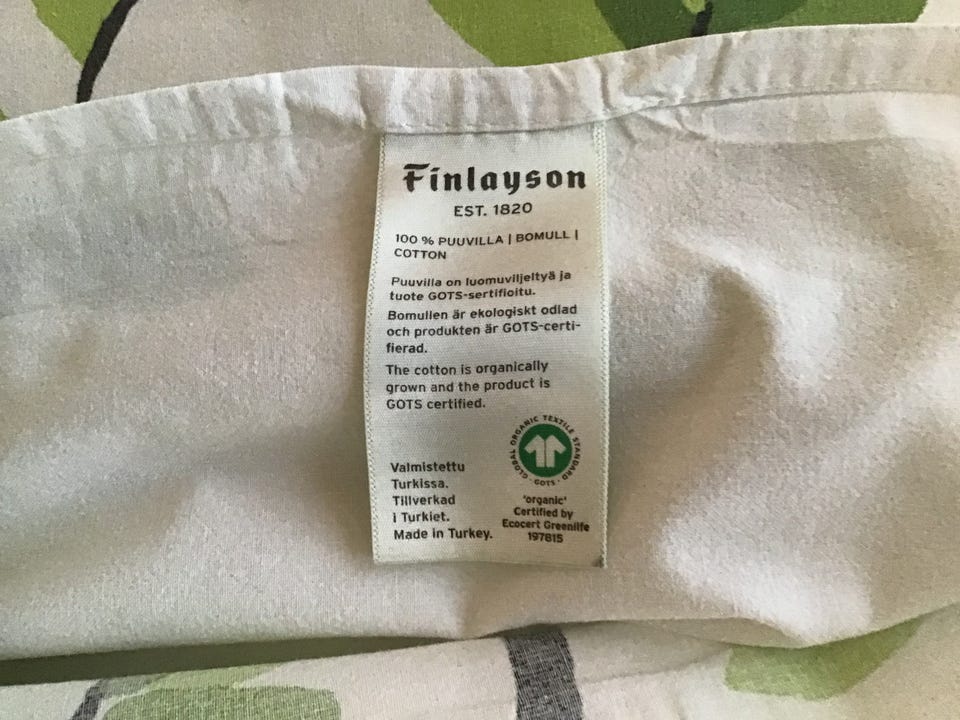 Finlayson
EST. 1820
100 % PUUVILLA | BOMULL |
COTTON
Puuvilla on luomuviljeltyä ja
tuote GOTS-sertifioitu.
Bomullen är ekologiskt odlad
och produkten är GOTS-certi-
fierad.
The cotton is organically
grown and the product is
GOTS certified.
GLOBAL ORGANIC TEXTILE STANDARD
· GOTS ·
Valmistettu
Turkissa.
Tillverkad
i Turkiet.
Made in Turkey.
'organic'
Certified by
Ecocert Greenlife
197815